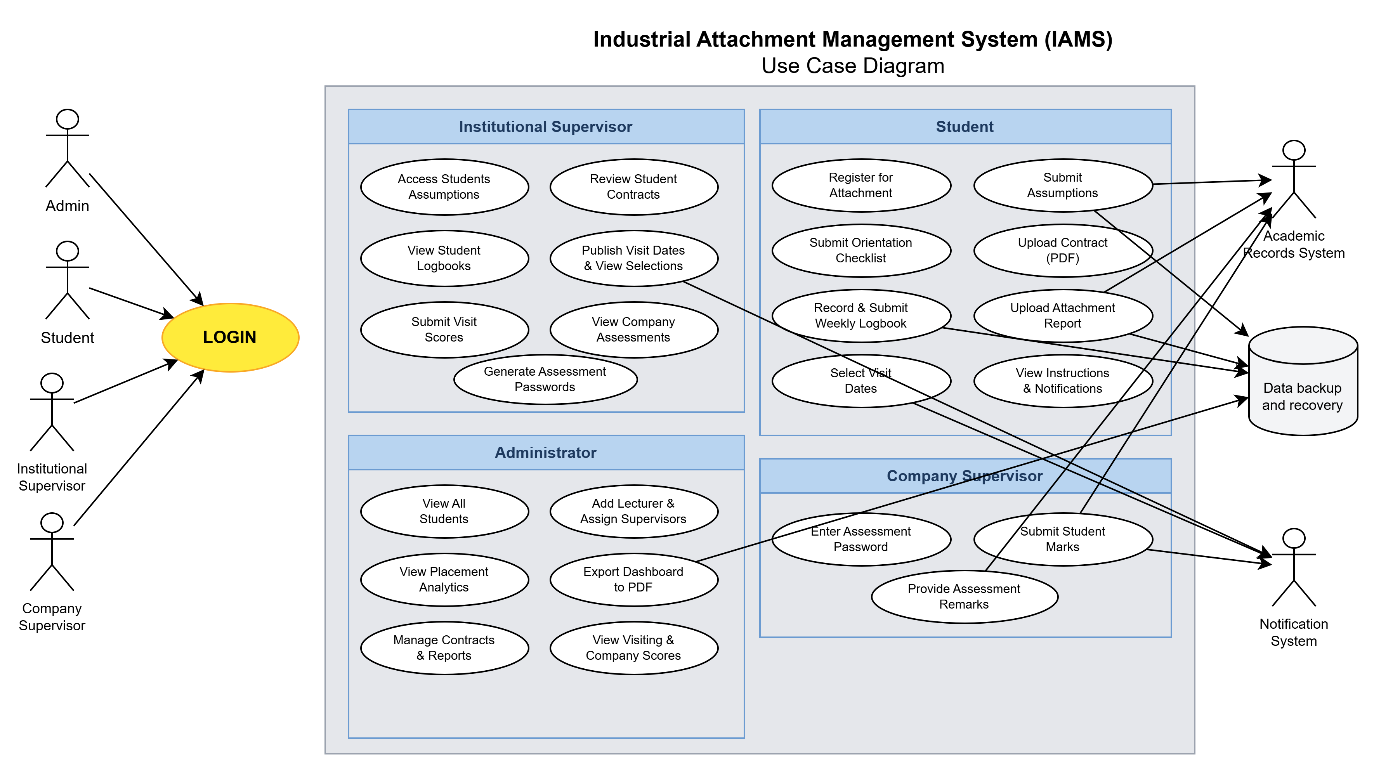 Industrial Attachment Management System (IAMS)
Use Case Diagram
Admin
Student
Institutional
Supervisor
Company
Supervisor
LOGIN
Institutional Supervisor
Access Students
Assumptions
Review Student
Contracts
View Student
Logbooks
Publish Visit Dates
& View Selections
Submit Visit
Scores
View Company
Assessments
Generate Assessment
Passwords
Administrator
View All
Students
Add Lecturer &
Assign Supervisors
View Placement
Analytics
Export Dashboard
to PDF
Manage Contracts
& Reports
View Visiting &
Company Scores
Student
Register for
Attachment
Submit
Assumptions
Submit Orientation
Checklist
Upload Contract
(PDF)
Record & Submit
Weekly Logbook
Upload Attachment
Report
Select Visit
Dates
View Instructions
& Notifications
Company Supervisor
Enter Assessment
Password
Submit Student
Marks
Provide Assessment
Remarks
Academic
Records System
Data backup
and recovery
Notification
System